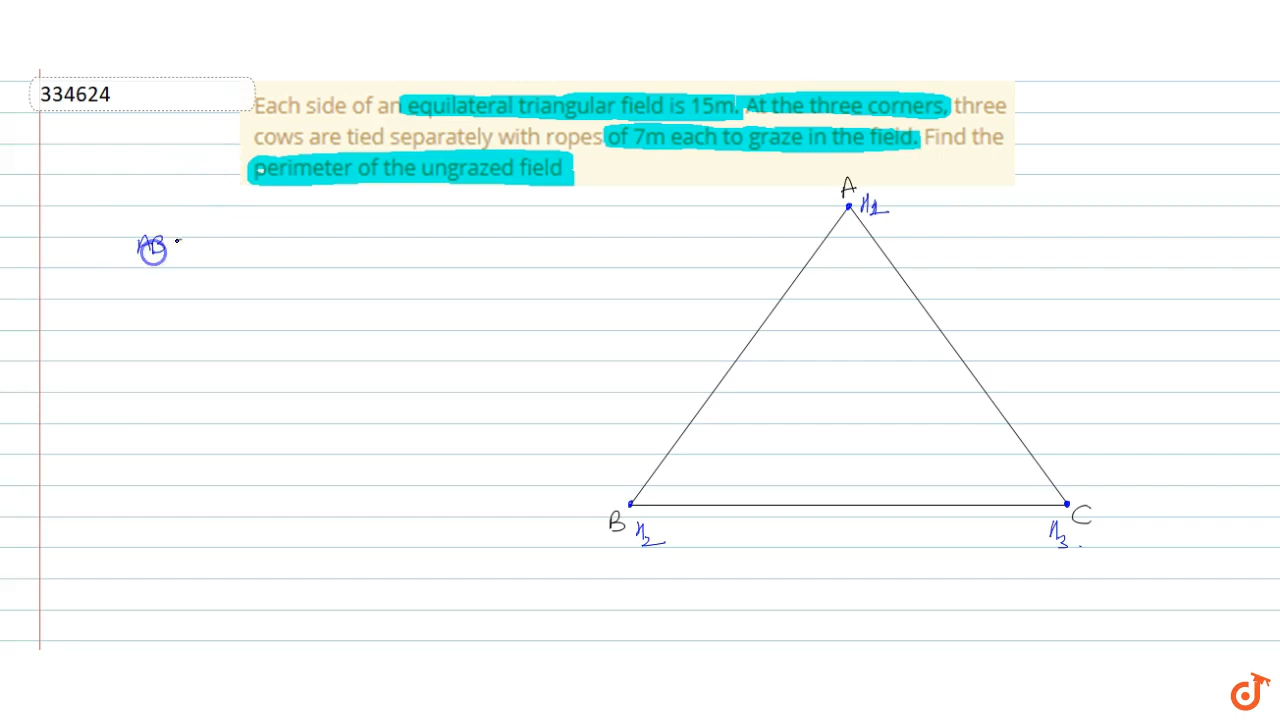 334624
Each side of an equilateral triangular field is 15m. At the three corners, three
cows are tied separately with ropes of 7m each to graze in the field. Find the
perimeter of the ungrazed field
A
AB
B
C